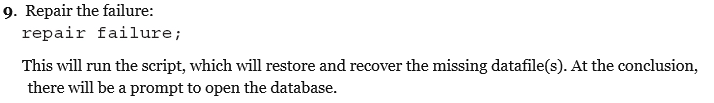 9. Repair the failure:
repair failure;
This will run the script, which will restore and recover the missing datafile(s). At the conclusion,
there will be a prompt to open the database.